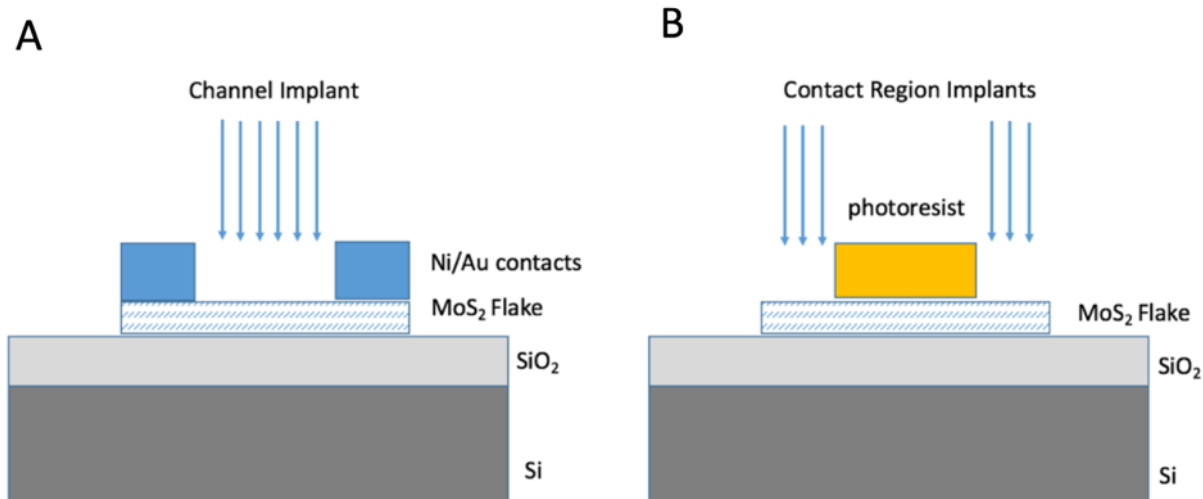 A
Channel Implant
Ni/Au contacts
MoS₂ Flake
SiO₂
Si
B
Contact Region Implants
photoresist
MoS₂ Flake
SiO₂
Si